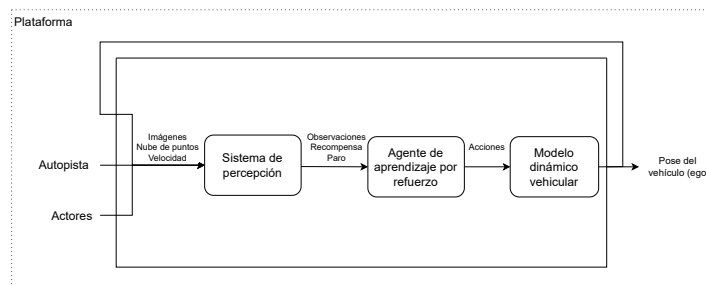 Plataforma
Imágenes
Nube de puntos
Velocidad
Autopista
Actores
Sistema de
percepción
Observaciones
Recompensa
Paro
Agente de
aprendizaje por
refuerzo
Acciones
Modelo
dinámico
vehicular
Pose del
vehículo (ego